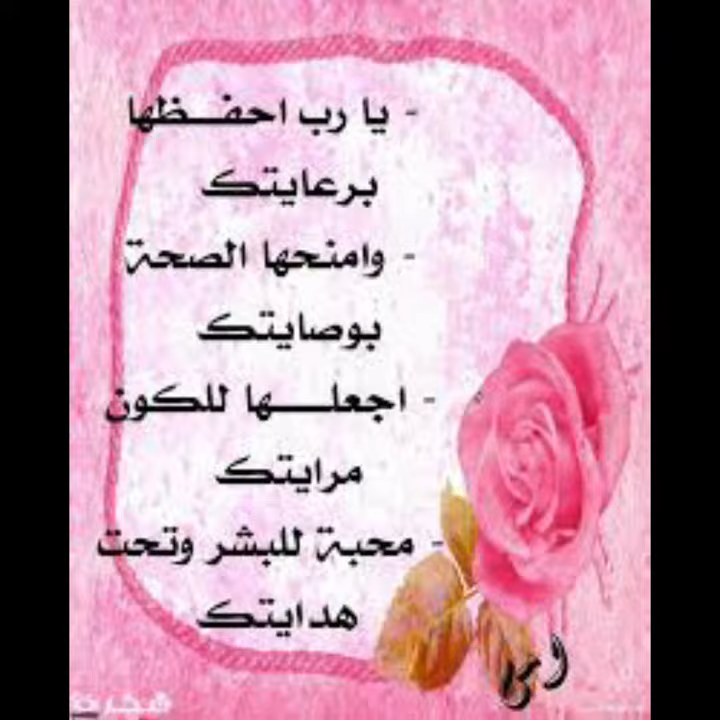 - يا رب احفـــظها
برعايتك
- وامنحها الصحة
بوصايتك
- اجعلـــها للكون
مرايتك
- محبة للبشر وتحت
هدايتك